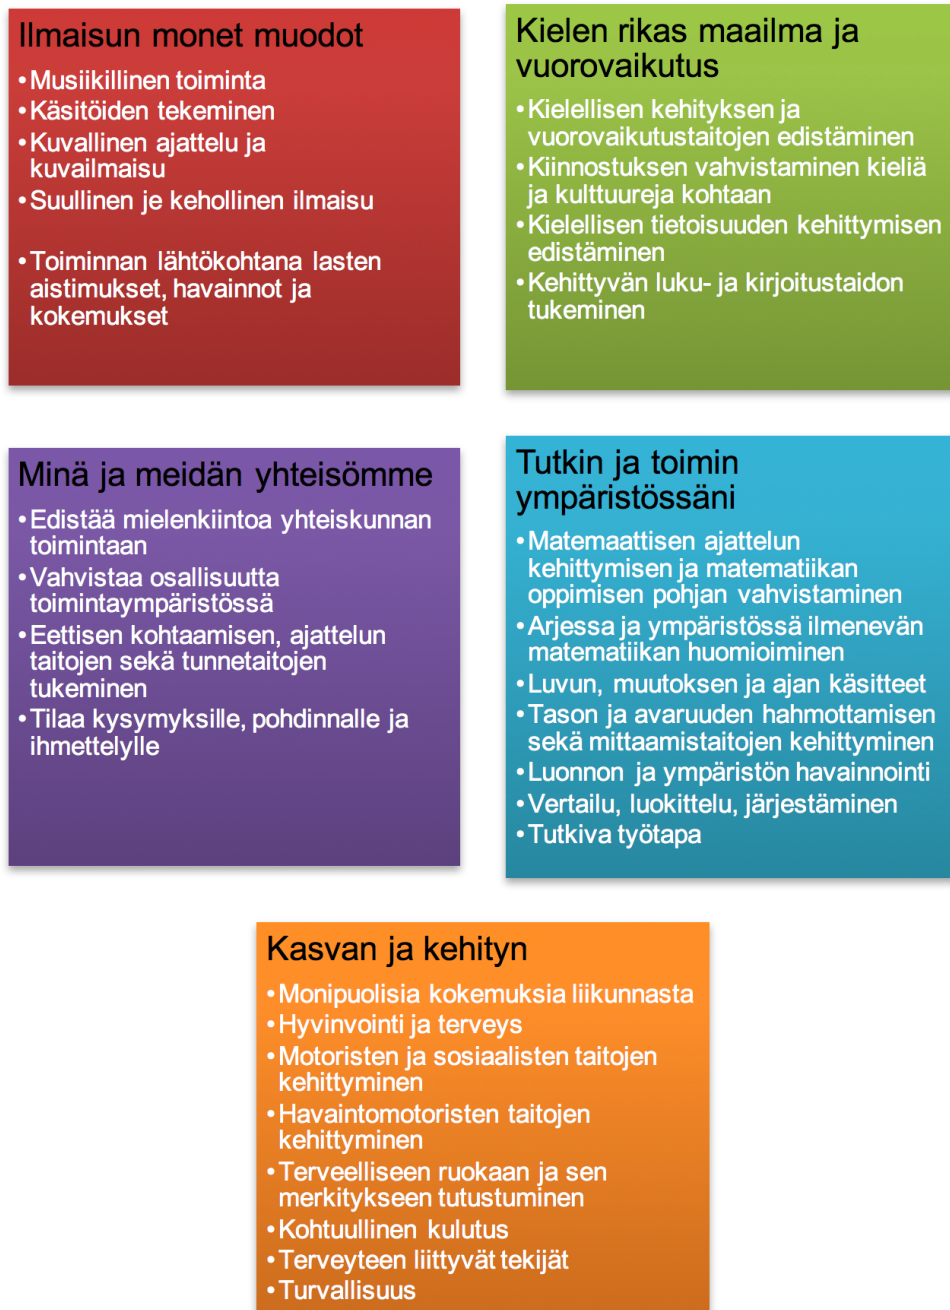 Ilmaisun monet muodot
•Musiikillinen toiminta
•Käsitöiden tekeminen
•Kuvallinen ajattelu ja
kuvailmaisu
•Suullinen je kehollinen ilmaisu
•Toiminnan lähtökohtana lasten
aistimukset, havainnot ja
kokemukset
Kielen rikas maailma ja
vuorovaikutus
•Kielellisen kehityksen ja
vuorovaikutustaitojen edistäminen
•Kiinnostuksen vahvistaminen kieliä
ja kulttuureja kohtaan
•Kielellisen tietoisuuden kehittymisen
edistäminen
•Kehittyvän luku- ja kirjoitustaidon
tukeminen
Minä ja meidän yhteisömme
•Edistää mielenkiintoa yhteiskunnan
toimintaan
•Vahvistaa osallisuutta
toimintaympäristössä
•Eettisen kohtaamisen, ajattelun
taitojen sekä tunnetaitojen
tukeminen
•Tilaa kysymyksille, pohdinnalle ja
ihmettelylle
Tutkin ja toimin
ympäristössäni
•Matemaattisen ajattelun
kehittymisen ja matematiikan
oppimisen pohjan vahvistaminen
•Arjessa ja ympäristössä ilmenevän
matematiikan huomioiminen
•Luvun, muutoksen ja ajan käsitteet
•Tason ja avaruuden hahmottamisen
sekä mittaamistaitojen kehittyminen
•Luonnon ja ympäristön havainnointi
•Vertailu, luokittelu, järjestäminen
•Tutkiva työtapa
Kasvan ja kehityn
•Monipuolisia kokemuksia liikunnasta
•Hyvinvointi ja terveys
•Motoristen ja sosiaalisten taitojen
kehittyminen
•Havaintomotoristen taitojen
kehittyminen
•Terveelliseen ruokaan ja sen
merkitykseen tutustuminen
•Kohtuullinen kulutus
•Terveyteen liittyvät tekijät
•Turvallisuus